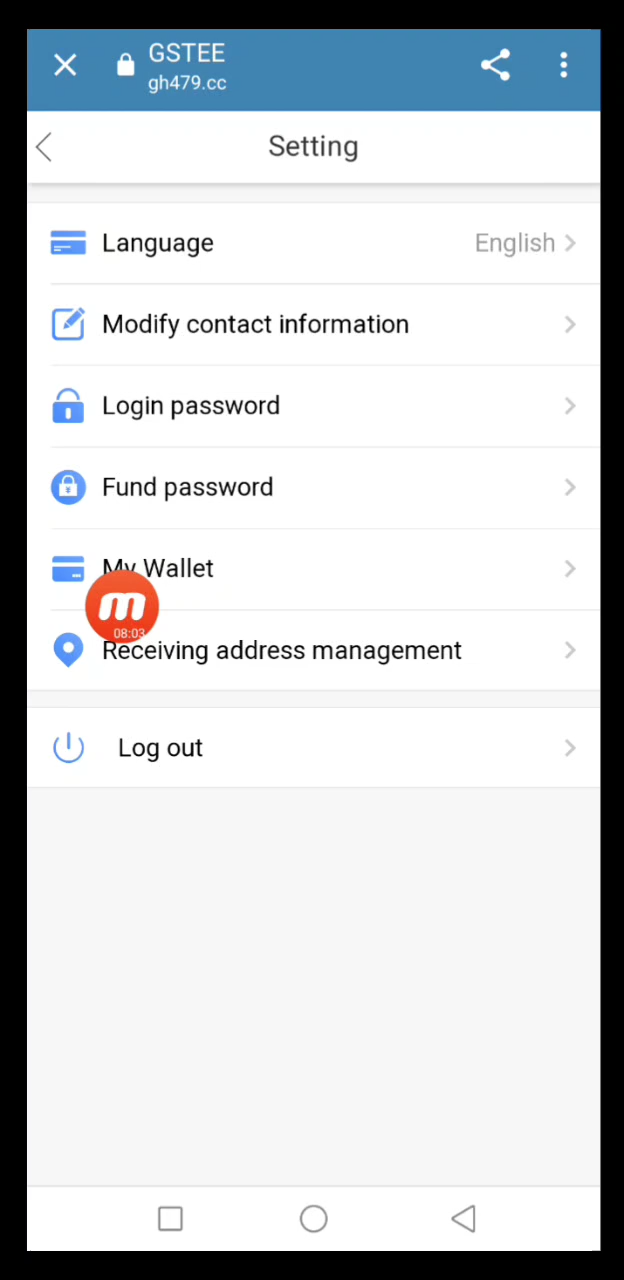 GSTEE
gh479.cc
Setting
Language English
Modify contact information
Login password
Fund password
My Wallet
m
08:03
Receiving address management
Log out